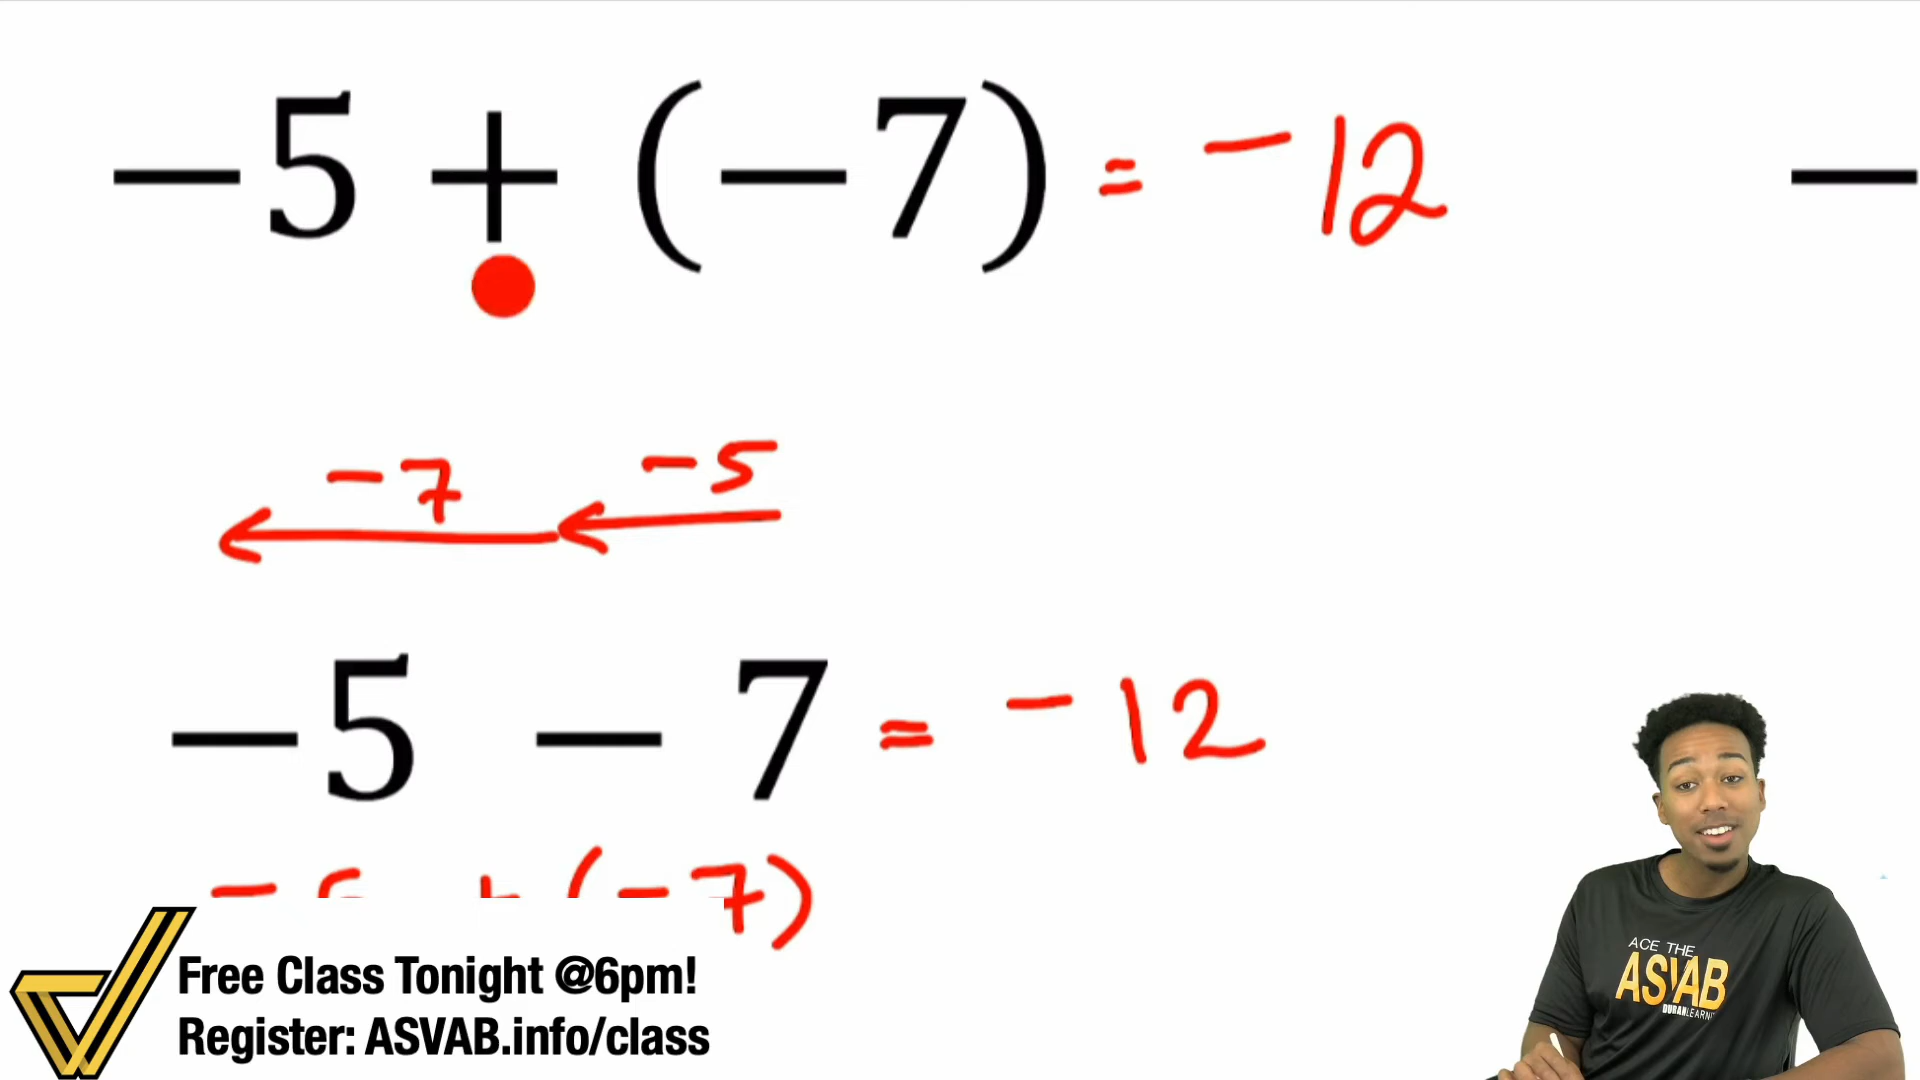 −5 + (−7) = −12
−
−7 −5
−5 − 7 = −12
−5 + (−7)
Free Class Tonight @6pm!
Register: ASVAB.info/class
ACE THE
ASVAB